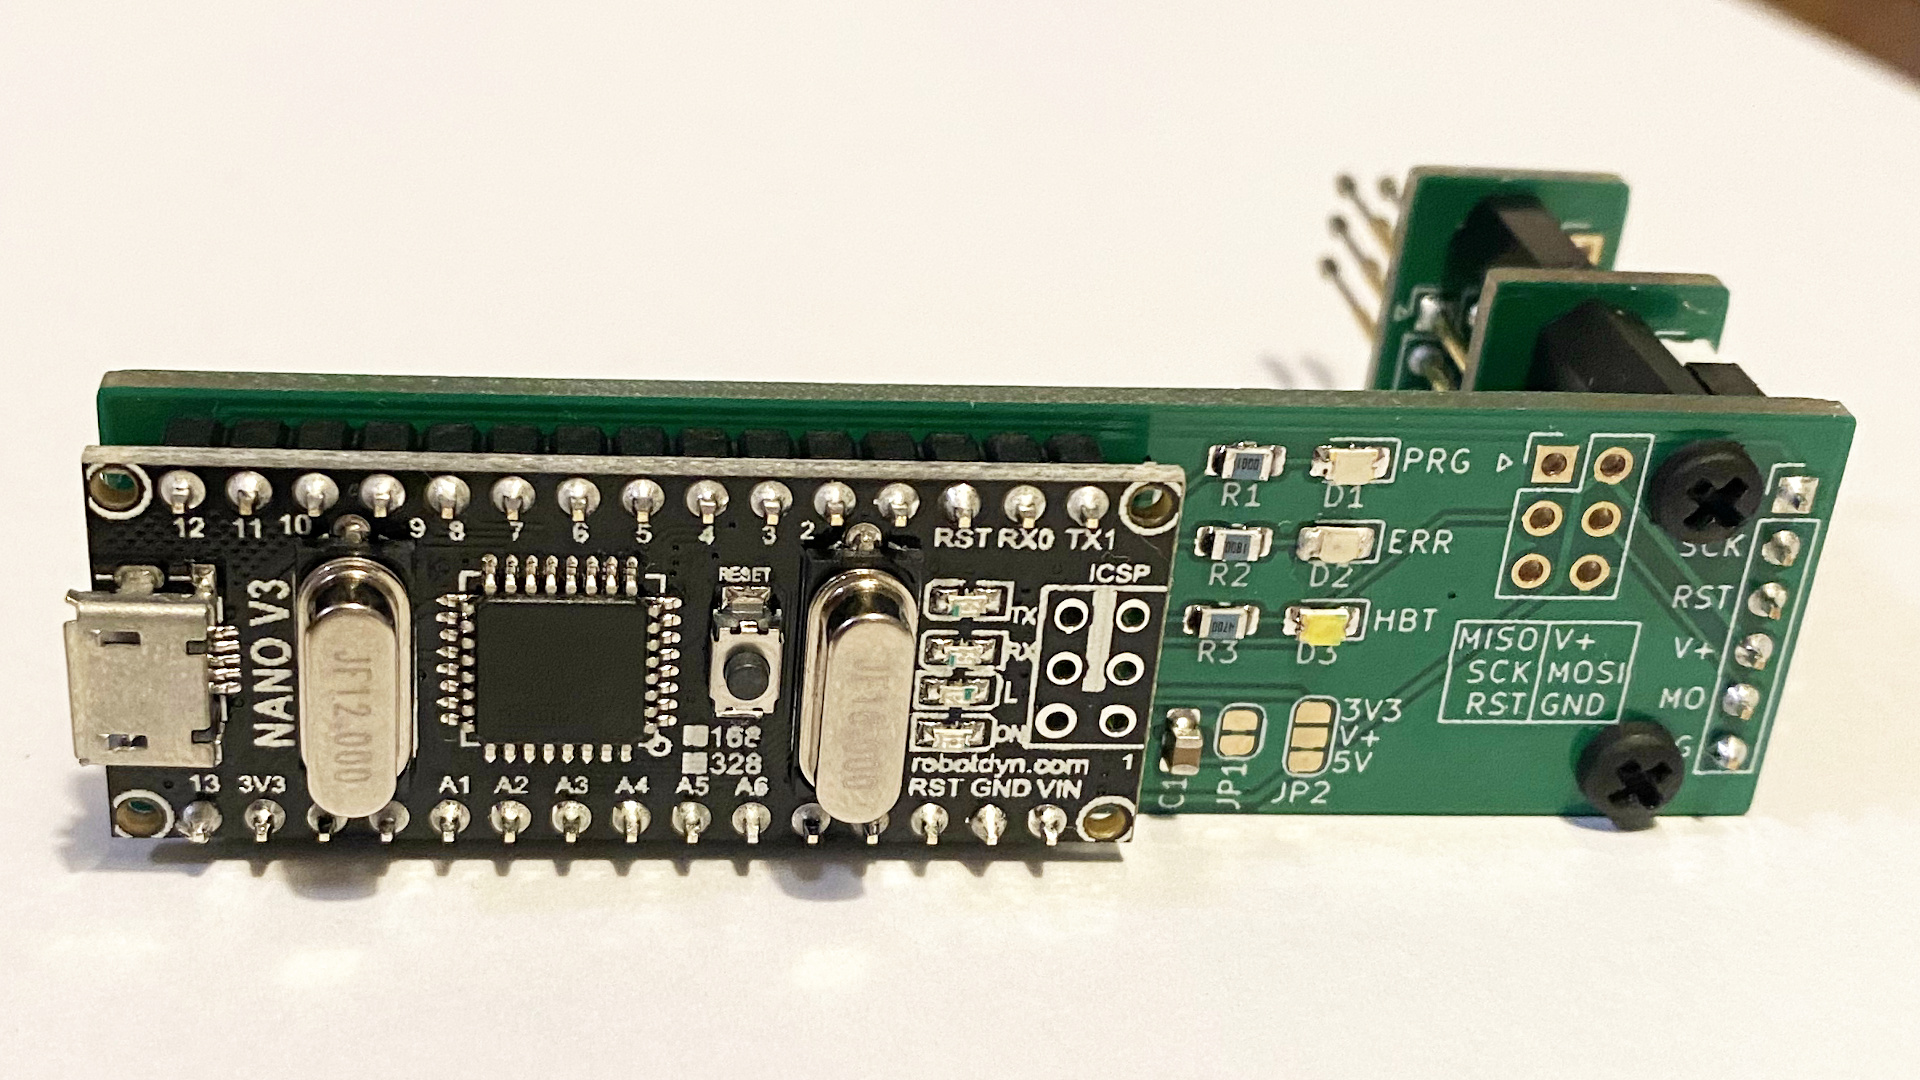 12 11 10 9 8 7 6 5 4 3 2 RST RX0 TX1
NANO V3
JF12.000
RESET
ICSP
TX
RX
L
ON
168
328
robotdyn.com
1
13 3V3 A1 A2 A3 A4 A5 A6 RST GND VIN
1001
R1
D1
PRG
1801
R2
D2
ERR
4700
R3
D3
HBT
MISO V+
SCK MOSI
RST GND
C1
JP1
JP2
3V3
V+
5V
SCK
RST
V+
MO
G